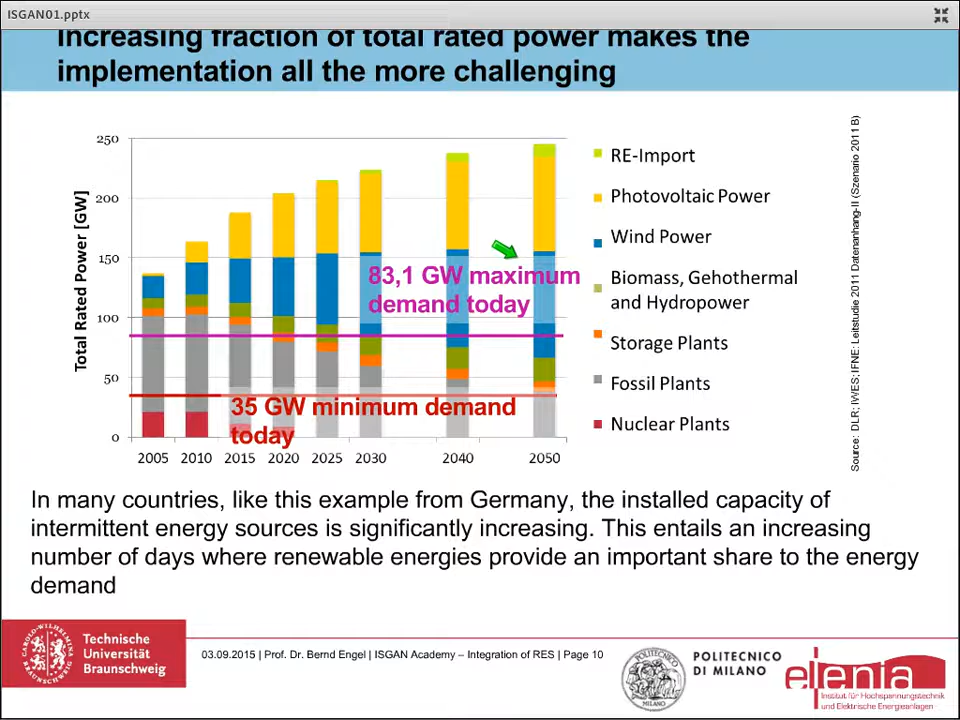 ISGAN01.pptx
Increasing fraction of total rated power makes the
implementation all the more challenging
Total Rated Power [GW]
250
200
150
100
50
0
2005 2010 2015 2020 2025 2030 2040 2050
83,1 GW maximum
demand today
35 GW minimum demand
today
RE-Import
Photovoltaic Power
Wind Power
Biomass, Gehothermal
and Hydropower
Storage Plants
Fossil Plants
Nuclear Plants
Source: DLR; IWES; IFNE: Leitstudie 2011 Datenanhang-II (Szenario 2011 B)
In many countries, like this example from Germany, the installed capacity of
intermittent energy sources is significantly increasing. This entails an increasing
number of days where renewable energies provide an important share to the energy
demand
CAROLO-WILHELMINA
Technische
Universität
Braunschweig
03.09.2015 | Prof. Dr. Bernd Engel | ISGAN Academy – Integration of RES | Page 10
POLITECNICO
DI MILANO
elenia
Institut für Hochspannungstechnik
und Elektrische Energieanlagen